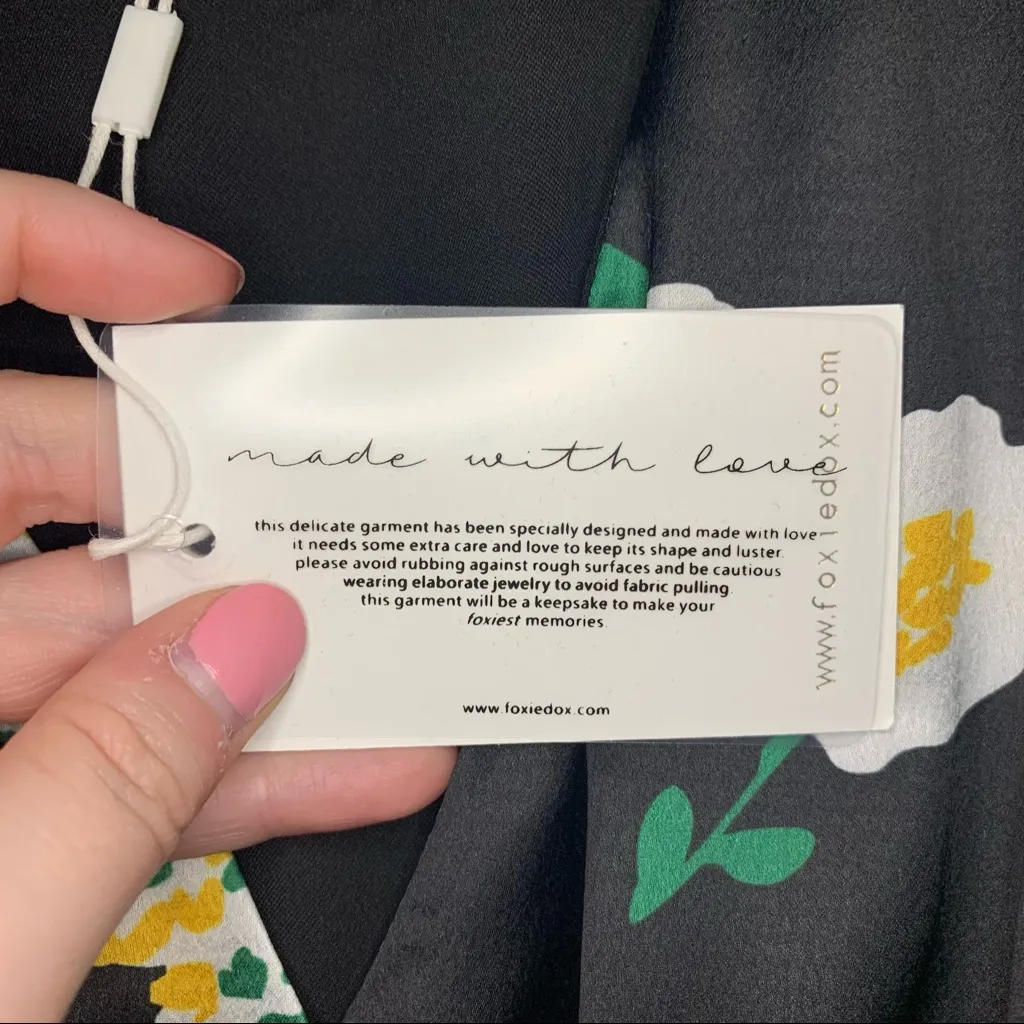 made with love
this delicate garment has been specially designed and made with love
it needs some extra care and love to keep its shape and luster.
please avoid rubbing against rough surfaces and be cautious
wearing elaborate jewelry to avoid fabric pulling.
this garment will be a keepsake to make your
foxiest memories.
www.foxiedox.com
www.foxiedox.com